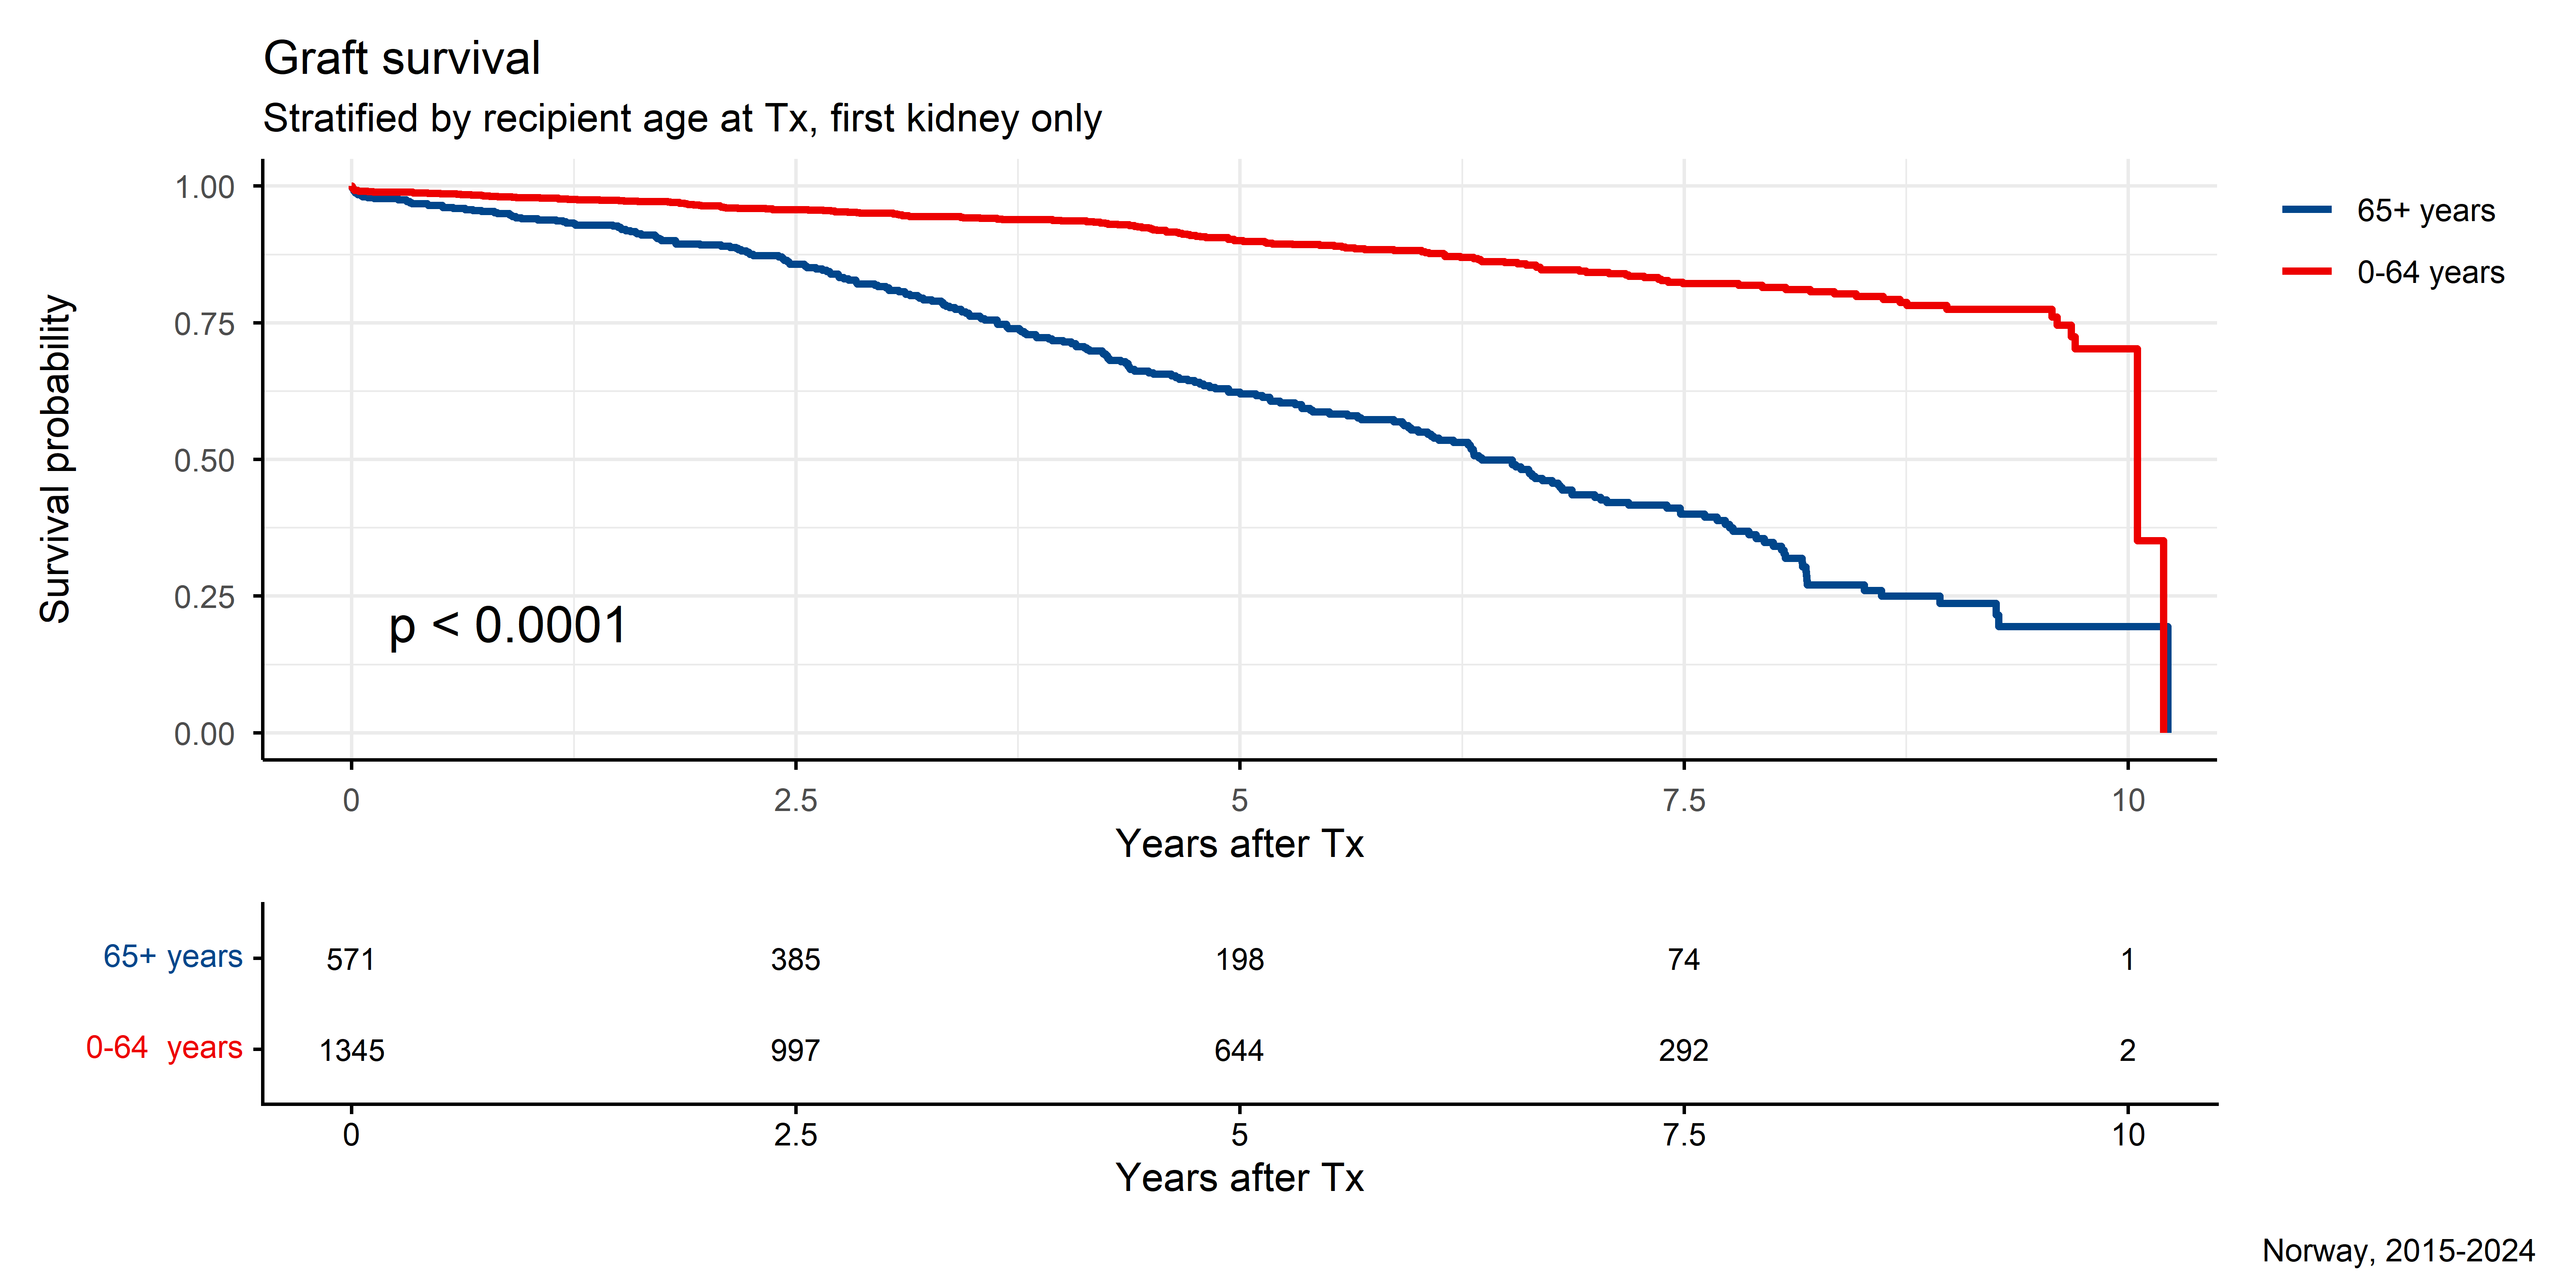 Graft survival
Stratified by recipient age at Tx, first kidney only
Survival probability
1.00
0.75
0.50
0.25
0.00
p < 0.0001
65+ years
0-64 years
0 2.5 5 7.5 10
Years after Tx
65+ years 571 385 198 74 1
0-64 years 1345 997 644 292 2
0 2.5 5 7.5 10
Years after Tx
Norway, 2015-2024